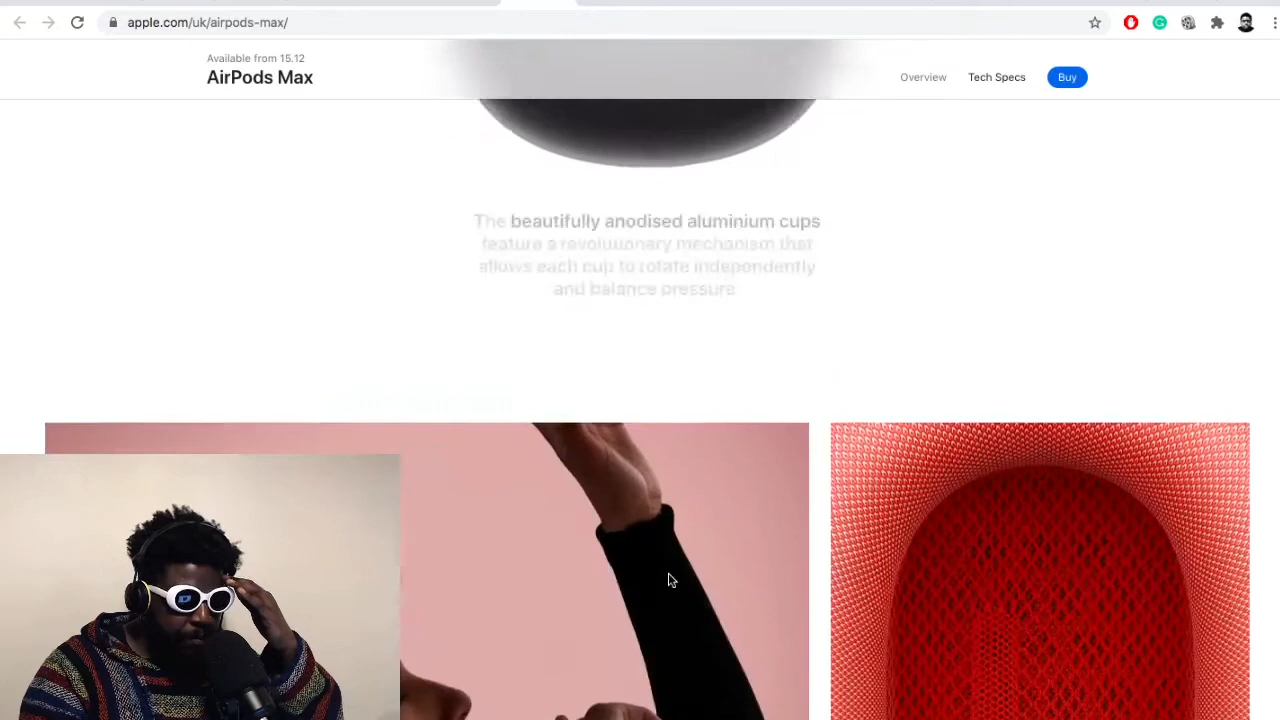 apple.com/uk/airpods-max/
Available from 15.12
AirPods Max
Overview Tech Specs Buy
The beautifully anodised aluminium cups
feature a revolutionary mechanism that
allows each cup to rotate independently
and balance pressure.